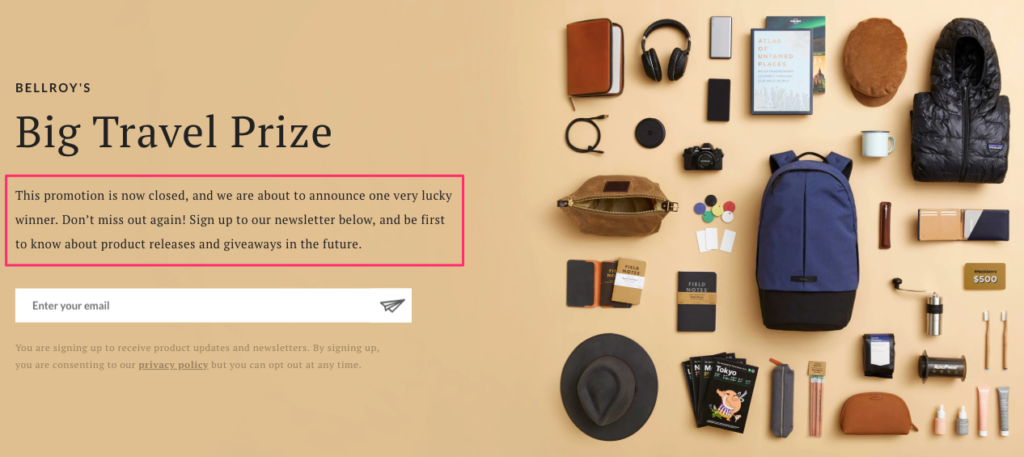 BELLROY'S
Big Travel Prize
This promotion is now closed, and we are about to announce one very lucky
winner. Don’t miss out again! Sign up to our newsletter below, and be first
to know about product releases and giveaways in the future.
Enter your email
You are signing up to receive product updates and newsletters. By signing up,
you are consenting to our privacy policy but you can opt out at any time.
ATLAS
OF
UNTAMED
PLACES
FIELD
NOTES
FIELD
NOTES
$500
Tokyo